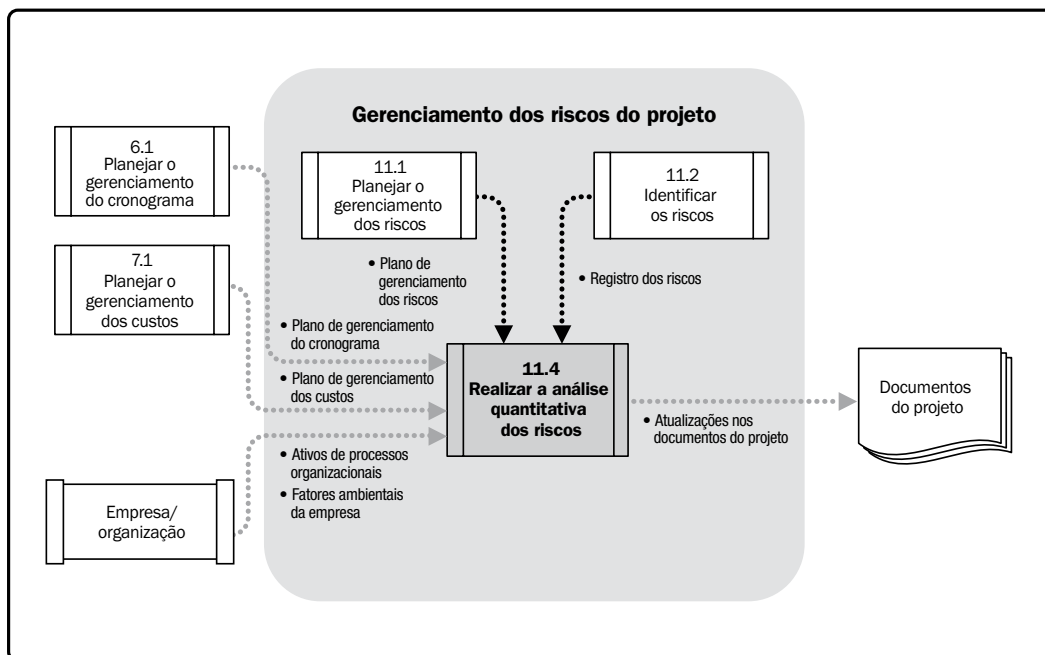 Gerenciamento dos riscos do projeto
6.1
Planejar o
gerenciamento
do cronograma
11.1
Planejar o
gerenciamento
dos riscos
11.2
Identificar
os riscos
7.1
Planejar o
gerenciamento
dos custos
• Plano de
gerenciamento
dos riscos
• Registro dos riscos
• Plano de gerenciamento
do cronograma
• Plano de gerenciamento
dos custos
11.4
Realizar a análise
quantitativa
dos riscos
Documentos
do projeto
• Atualizações nos
documentos do projeto
• Ativos de processos
organizacionais
• Fatores ambientais
da empresa
Empresa/
organização